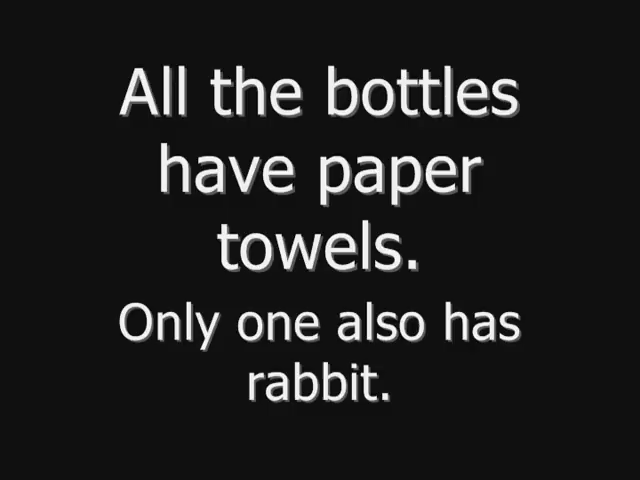 All the bottles
have paper
towels.
Only one also has
rabbit.